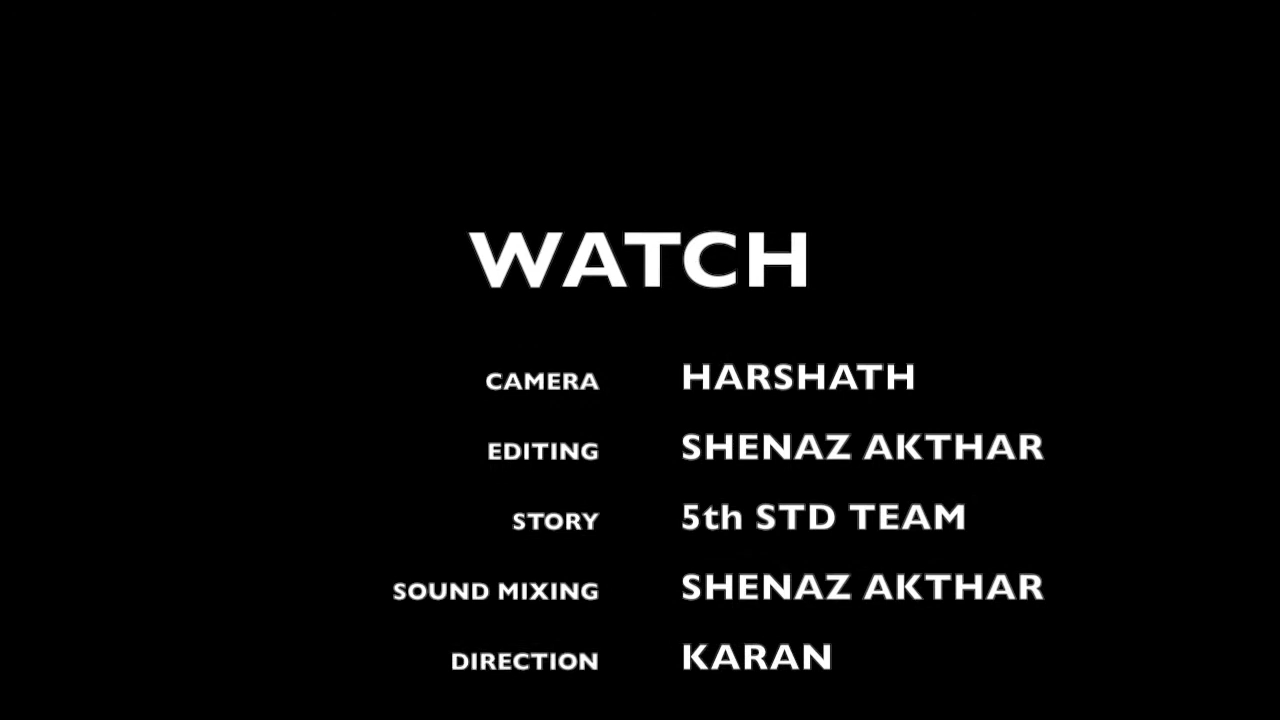 WATCH
CAMERA HARSHATH
EDITING SHENAZ AKTHAR
STORY 5th STD TEAM
SOUND MIXING SHENAZ AKTHAR
DIRECTION KARAN